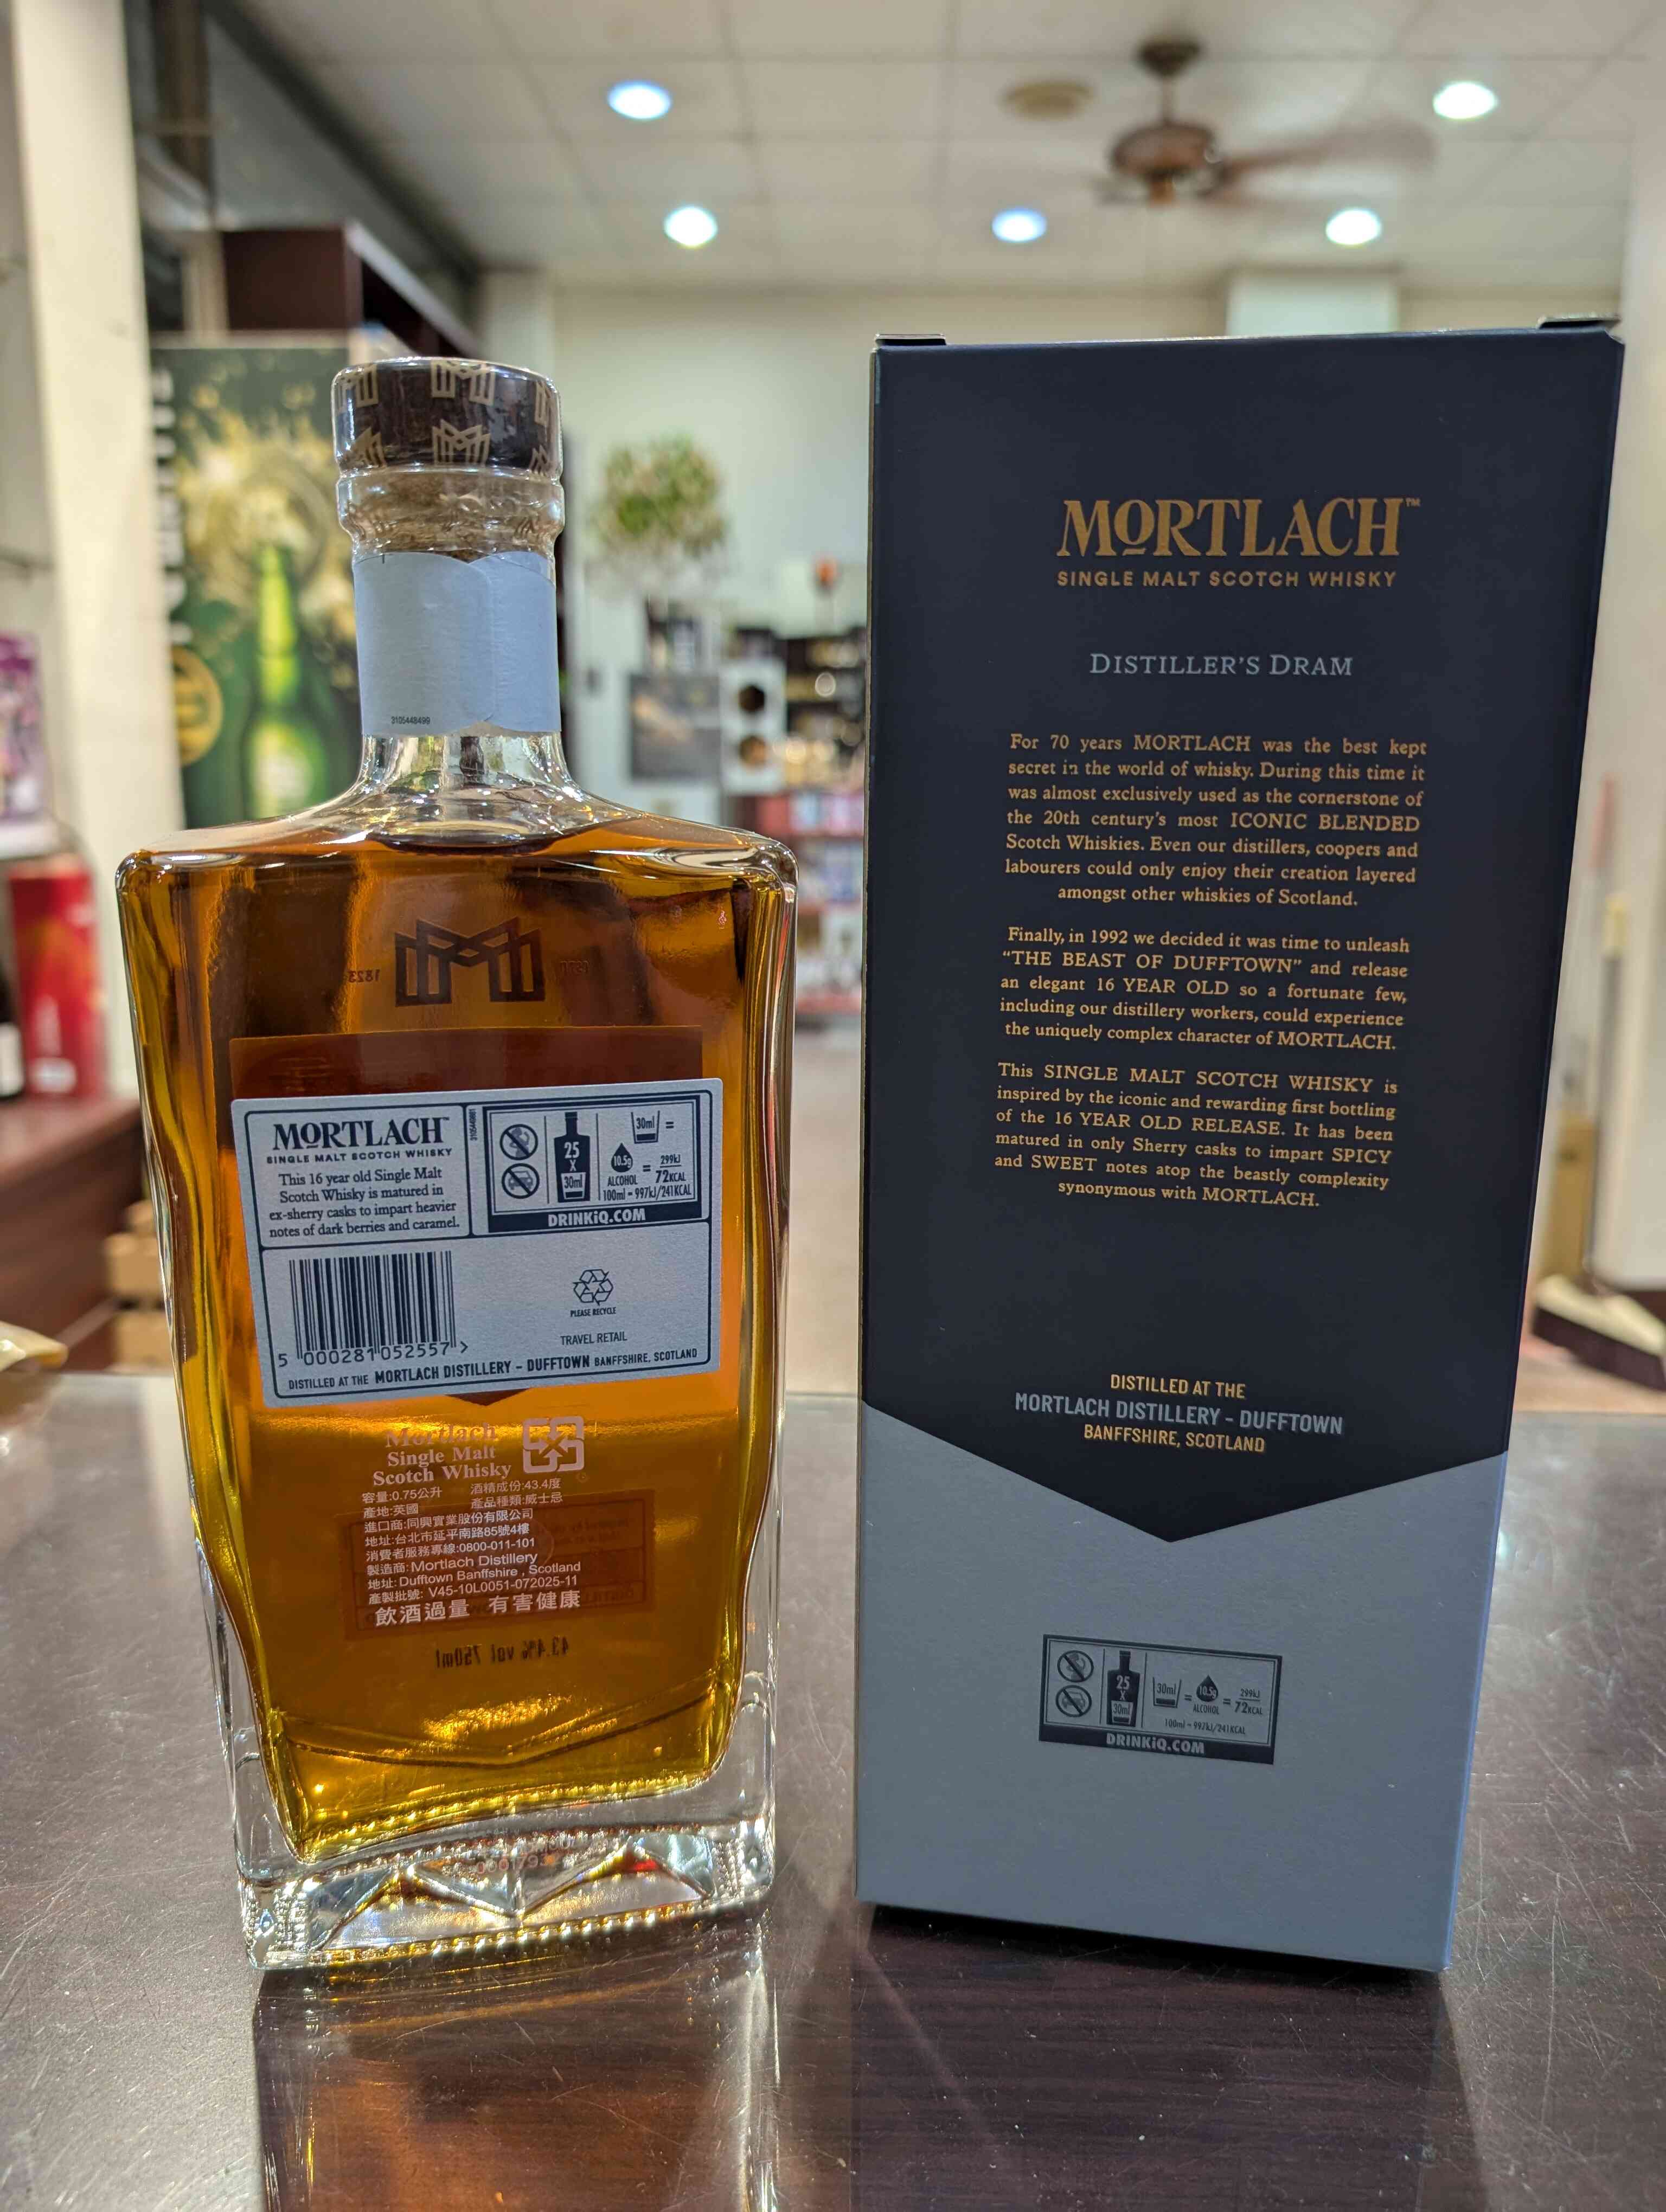 3105448499
1823
MORTLACH™
SINGLE MALT SCOTCH WHISKY
This 16 year old Single Malt
Scotch Whisky is matured in
ex-sherry casks to impart heavier
notes of dark berries and caramel.
25
X
30ml
30ml =
10.5g
ALCOHOL
= 299kJ
72KCAL
100ml = 997kJ/241KCAL
DRINKiQ.COM
PLEASE RECYCLE
TRAVEL RETAIL
5 000281 052557 >
DISTILLED AT THE MORTLACH DISTILLERY - DUFFTOWN BANFFSHIRE, SCOTLAND
Mortlach
Single Malt
Scotch Whisky
容量:0.75公升 酒精成份:43.4度
產地:英國 產品種類:威士忌
進口商:同興實業股份有限公司
地址:台北市延平南路85號4樓
消費者服務專線:0800-011-101
製造商: Mortlach Distillery
地址: Dufftown Banffshire , Scotland
產製批號: V45-10L0051-072025-11
飲酒過量 有害健康
43.4% vol 750ml
MORTLACH™
SINGLE MALT SCOTCH WHISKY
DISTILLER'S DRAM
For 70 years MORTLACH was the best kept
secret in the world of whisky. During this time it
was almost exclusively used as the cornerstone of
the 20th century's most ICONIC BLENDED
Scotch Whiskies. Even our distillers, coopers and
labourers could only enjoy their creation layered
amongst other whiskies of Scotland.
Finally, in 1992 we decided it was time to unleash
"THE BEAST OF DUFFTOWN" and release
an elegant 16 YEAR OLD so a fortunate few,
including our distillery workers, could experience
the uniquely complex character of MORTLACH.
This SINGLE MALT SCOTCH WHISKY is
inspired by the iconic and rewarding first bottling
of the 16 YEAR OLD RELEASE. It has been
matured in only Sherry casks to impart SPICY
and SWEET notes atop the beastly complexity
synonymous with MORTLACH.
DISTILLED AT THE
MORTLACH DISTILLERY - DUFFTOWN
BANFFSHIRE, SCOTLAND
25
X
30ml
30ml = 10.5g ALCOHOL = 299kJ
72KCAL
100ml = 997kJ/241KCAL
DRINKiQ.COM